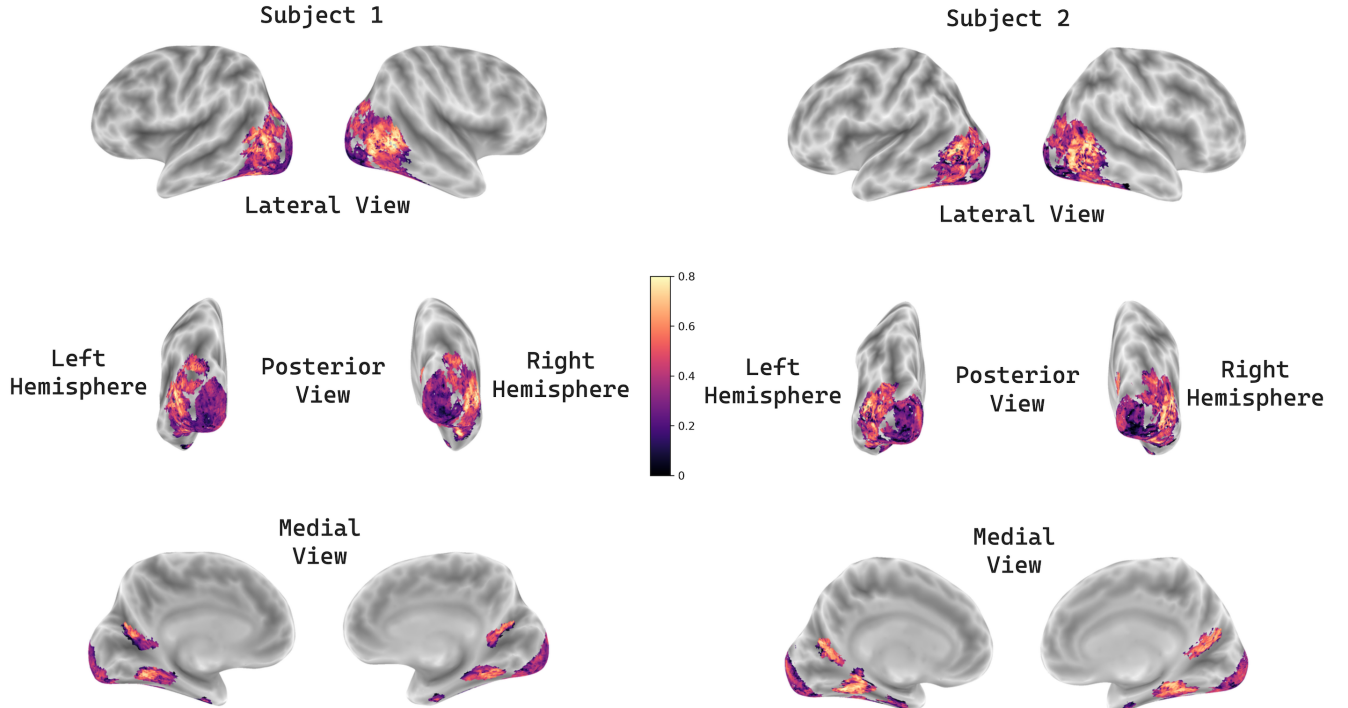 Subject 1
Subject 2
Lateral View
Lateral View
0.8
0.6
0.4
0.2
0
Left
Hemisphere
Posterior
View
Right
Hemisphere
Left
Hemisphere
Posterior
View
Right
Hemisphere
Medial
View
Medial
View